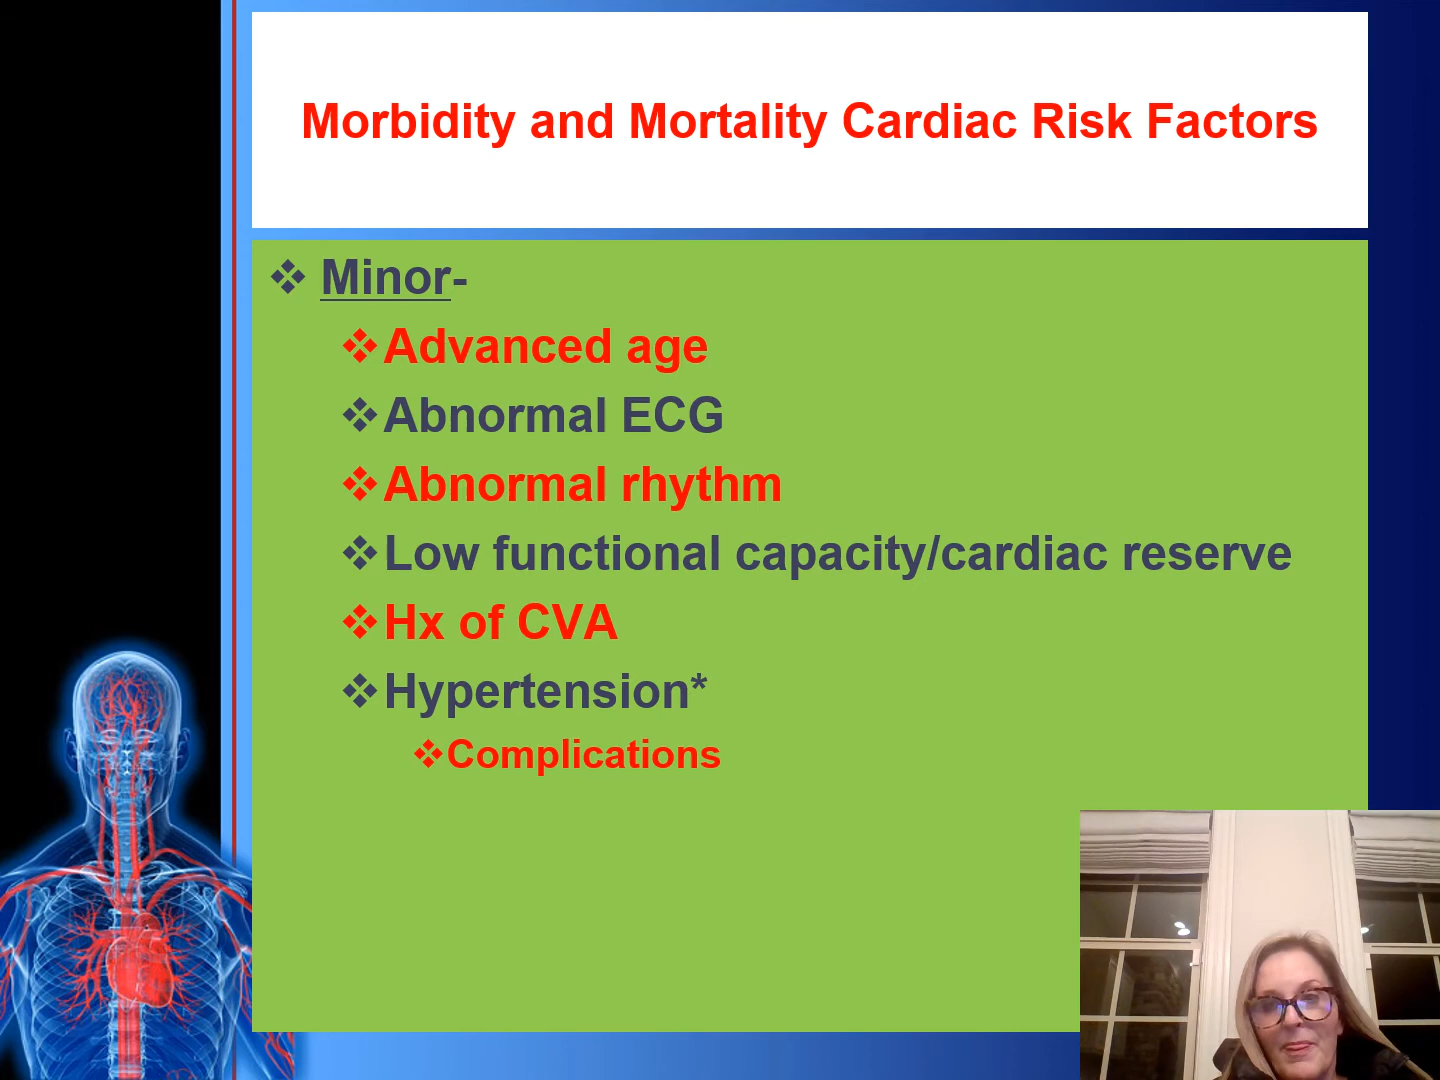 Morbidity and Mortality Cardiac Risk Factors
Minor-
Advanced age
Abnormal ECG
Abnormal rhythm
Low functional capacity/cardiac reserve
Hx of CVA
Hypertension*
Complications